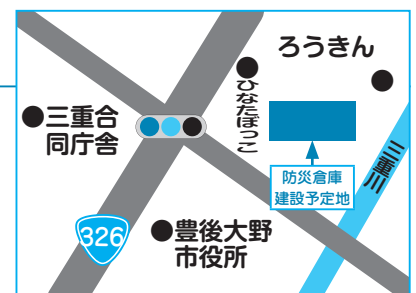 ろうきん
ひなたぼっこ
三重合
同庁舎
防災倉庫
建設予定地
三重川
326
豊後大野
市役所